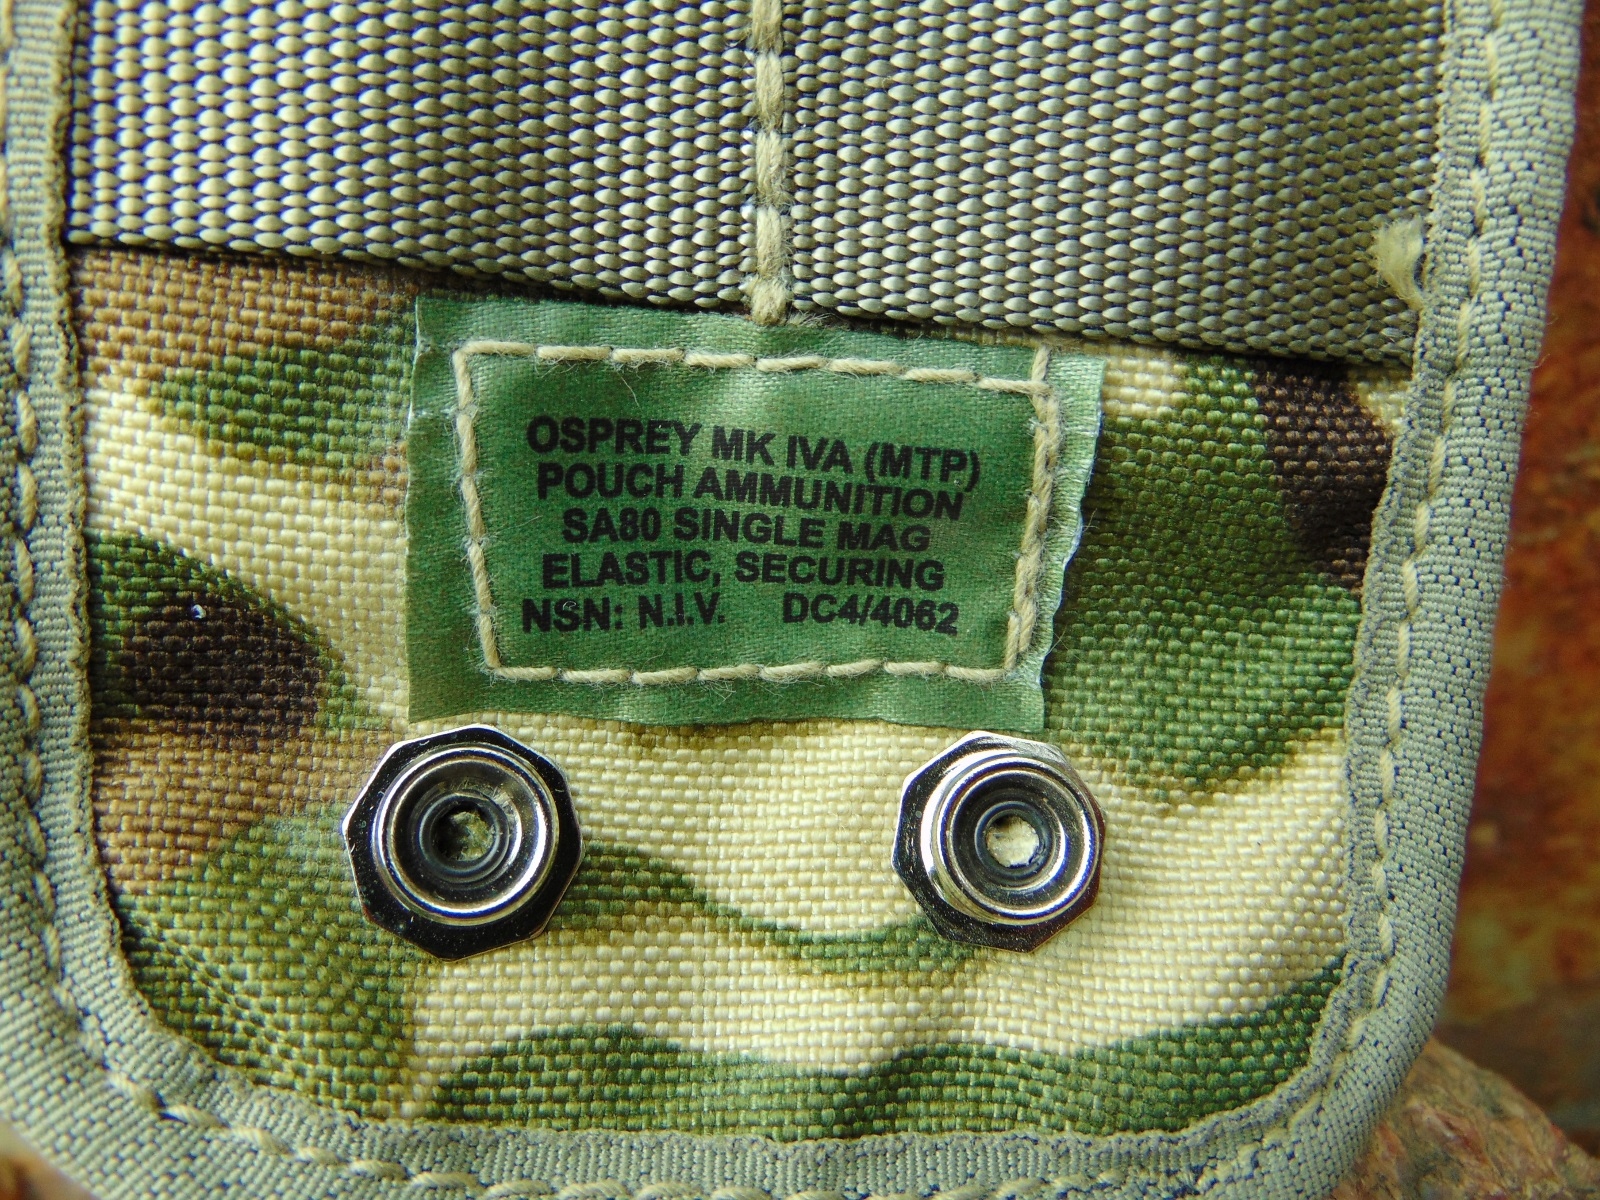 OSPREY MK IVA (MTP)
POUCH AMMUNITION
SA80 SINGLE MAG
ELASTIC, SECURING
NSN: N.I.V. DC4/4062